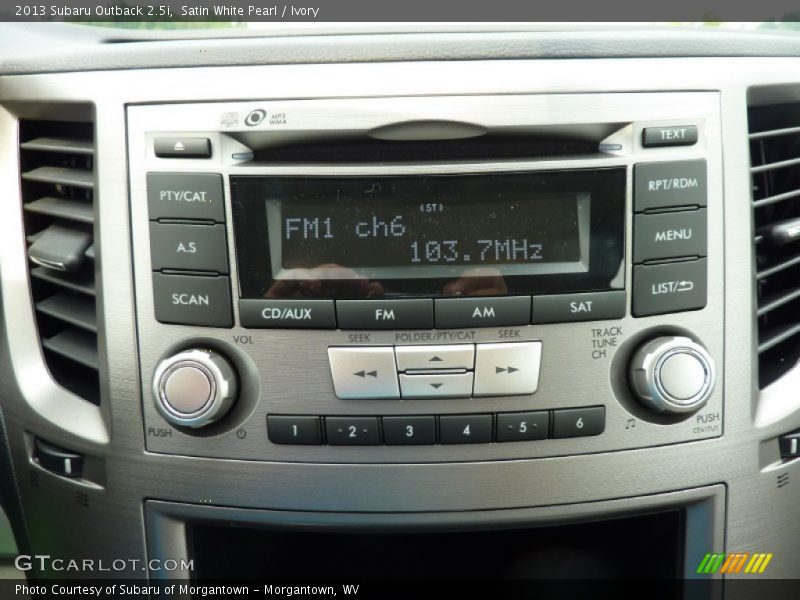 2013 Subaru Outback 2.5i, Satin White Pearl / Ivory
MP3
WMA
TEXT
PTY/CAT.
A.S
SCAN
((ST))
FM1 ch6
103.7MHz
RPT/RDM
MENU
LIST/
CD/AUX FM AM SAT
VOL
SEEK FOLDER/PTY/CAT SEEK
TRACK
TUNE
CH
PUSH
1 2 3 4 5 6
PUSH
CE617U1
GTCARLOT.COM
Photo Courtesy of Subaru of Morgantown - Morgantown, WV